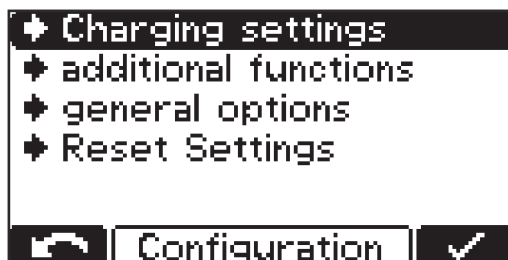 Charging settings
additional functions
general options
Reset Settings
Configuration